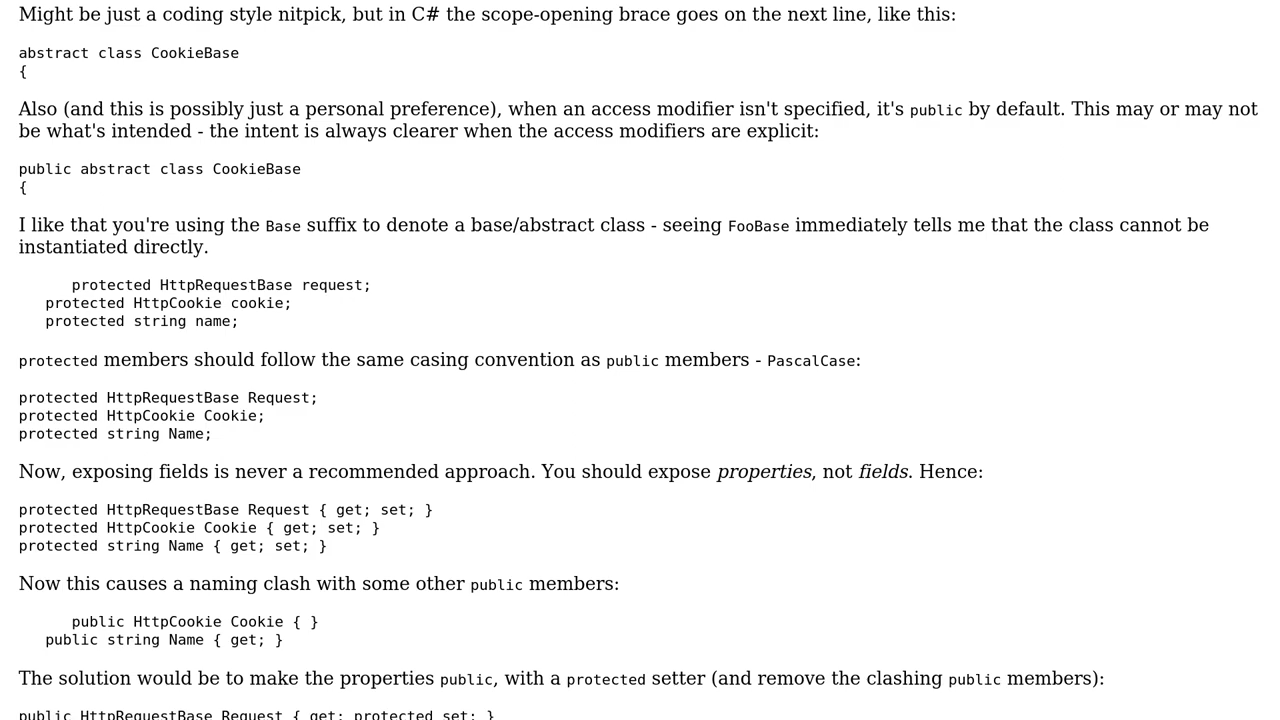 Might be just a coding style nitpick, but in C# the scope-opening brace goes on the next line, like this:
abstract class CookieBase
{
Also (and this is possibly just a personal preference), when an access modifier isn't specified, it's public by default. This may or may not
be what's intended - the intent is always clearer when the access modifiers are explicit:
public abstract class CookieBase
{
I like that you're using the Base suffix to denote a base/abstract class - seeing FooBase immediately tells me that the class cannot be
instantiated directly.
protected HttpRequestBase request;
protected HttpCookie cookie;
protected string name;
protected members should follow the same casing convention as public members - PascalCase:
protected HttpRequestBase Request;
protected HttpCookie Cookie;
protected string Name;
Now, exposing fields is never a recommended approach. You should expose properties, not fields. Hence:
protected HttpRequestBase Request { get; set; }
protected HttpCookie Cookie { get; set; }
protected string Name { get; set; }
Now this causes a naming clash with some other public members:
public HttpCookie Cookie { }
public string Name { get; }
The solution would be to make the properties public, with a protected setter (and remove the clashing public members):
public HttpRequestBase Request { get; protected set; }